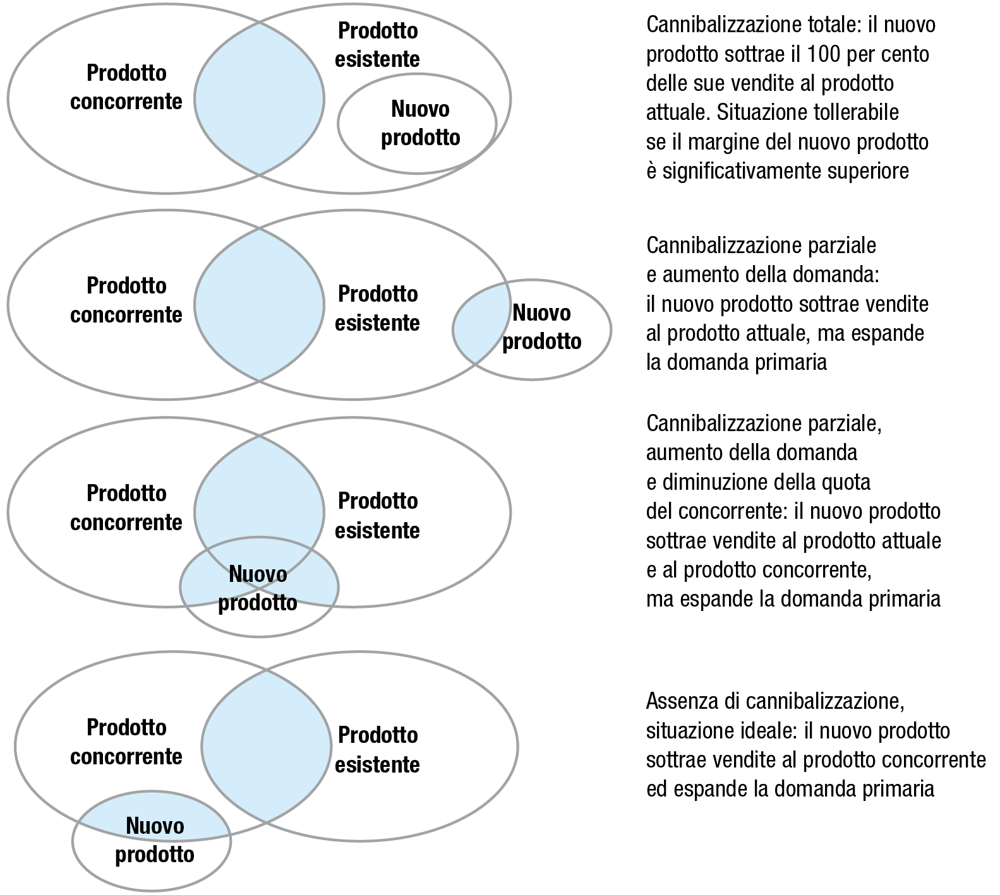 Prodotto
concorrente
Prodotto
esistente
Nuovo
prodotto
Cannibalizzazione totale: il nuovo
prodotto sottrae il 100 per cento
delle sue vendite al prodotto
attuale. Situazione tollerabile
se il margine del nuovo prodotto
è significativamente superiore
Prodotto
concorrente
Prodotto
esistente
Nuovo
prodotto
Cannibalizzazione parziale
e aumento della domanda:
il nuovo prodotto sottrae vendite
al prodotto attuale, ma espande
la domanda primaria
Prodotto
concorrente
Prodotto
esistente
Nuovo
prodotto
Cannibalizzazione parziale,
aumento della domanda
e diminuzione della quota
del concorrente: il nuovo prodotto
sottrae vendite al prodotto attuale
e al prodotto concorrente,
ma espande la domanda primaria
Prodotto
concorrente
Prodotto
esistente
Nuovo
prodotto
Assenza di cannibalizzazione,
situazione ideale: il nuovo prodotto
sottrae vendite al prodotto concorrente
ed espande la domanda primaria